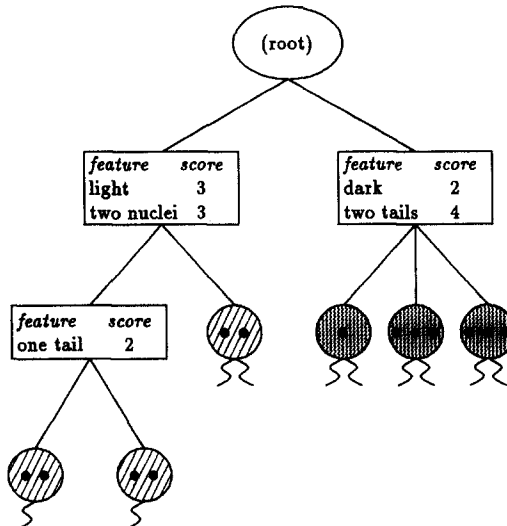 (root)
feature score
light 3
two nuclei 3
feature score
dark 2
two tails 4
feature score
one tail 2